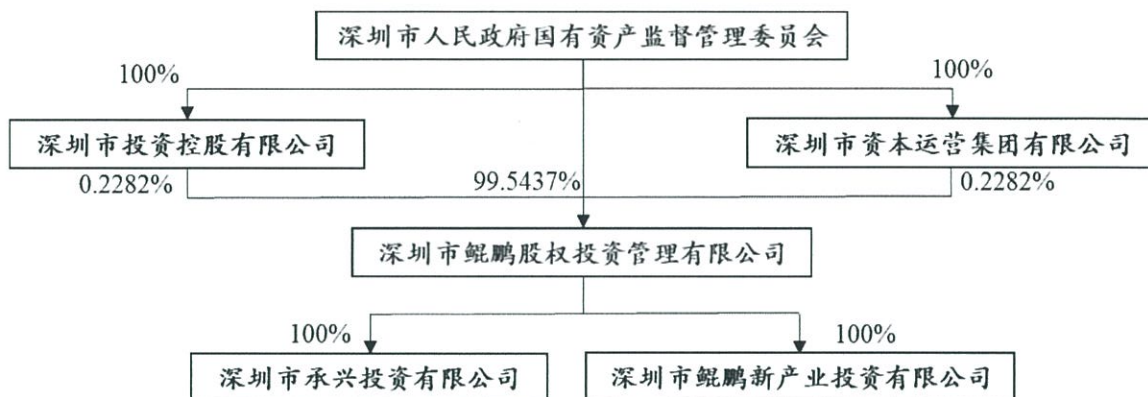 深圳市人民政府国有资产监督管理委员会
100%
100%
深圳市投资控股有限公司
深圳市资本运营集团有限公司
0.2282%
99.5437%
0.2282%
深圳市鲲鹏股权投资管理有限公司
100%
100%
深圳市承兴投资有限公司
深圳市鲲鹏新产业投资有限公司